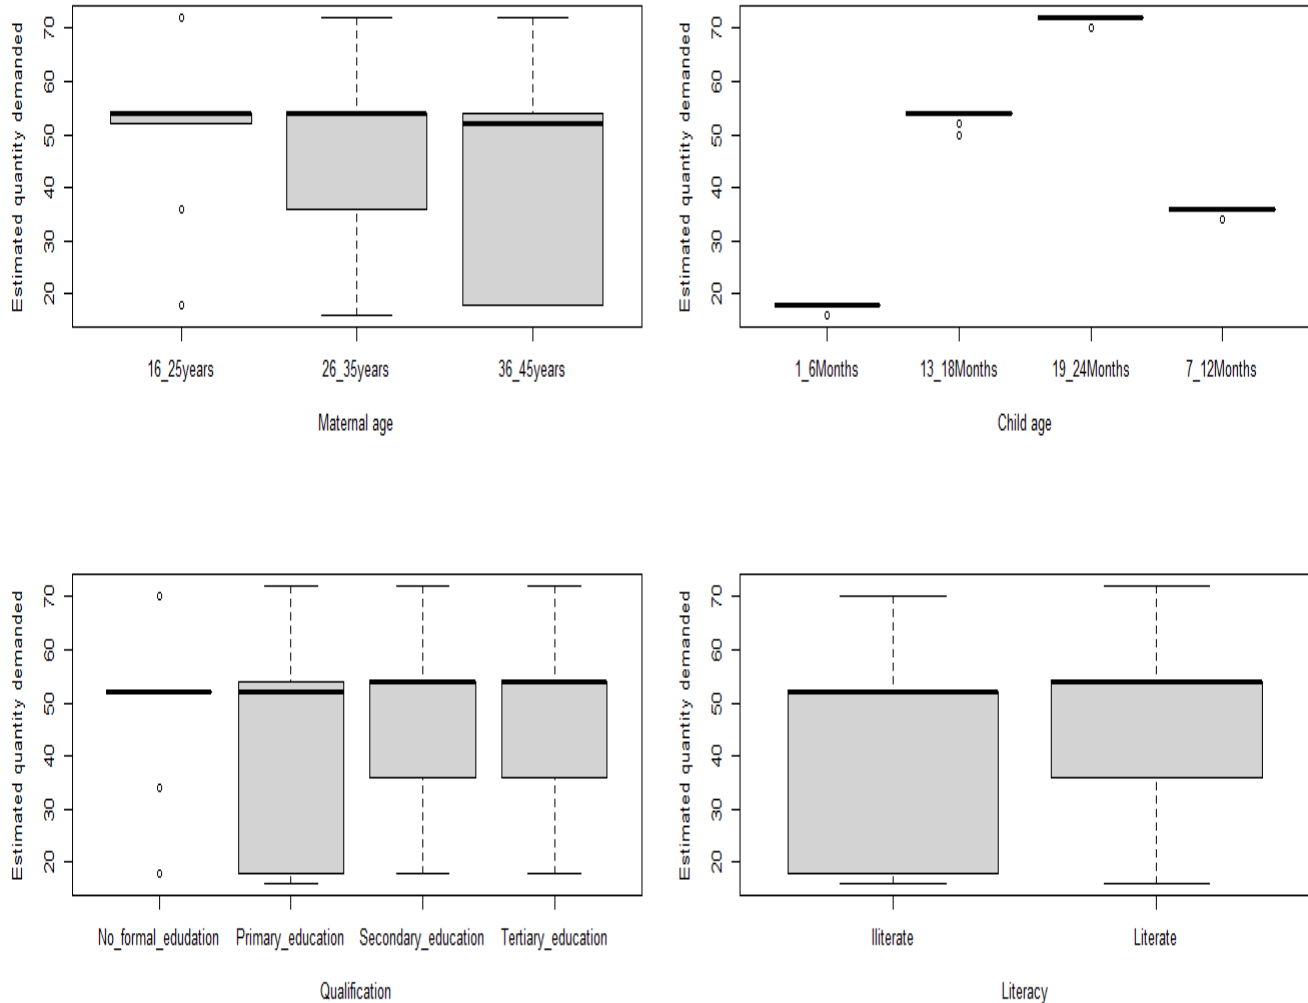 Estimated quantity demanded
70
60
50
40
30
20
16_25years 26_35years 36_45years
Maternal age
Estimated quantity demanded
70
60
50
40
30
20
1_6Months 13_18Months 19_24Months 7_12Months
Child age
Estimated quantity demanded
70
60
50
40
30
20
No_formal_edudation Primary_education Secondary_education Tertiary_education
Qualification
Estimated quantity demanded
70
60
50
40
30
20
Iliterate Literate
Literacy